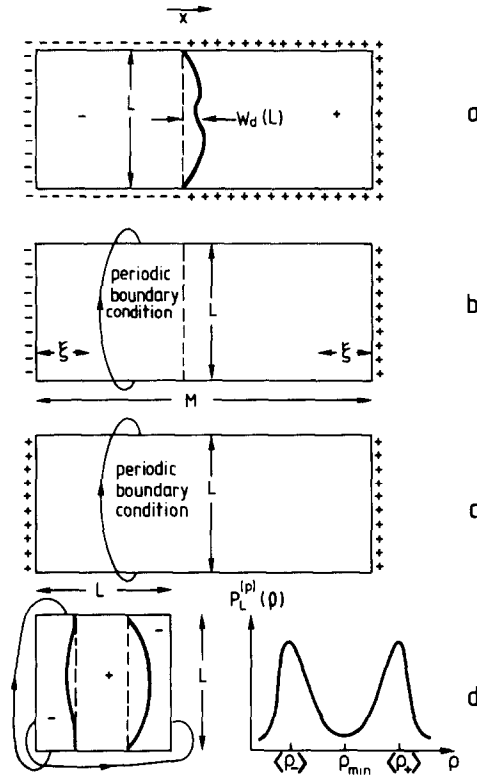 x
- - - - - - - - - - - - - + + + + + + + + + + + + + + + + +
- L W_d(L) + a
- - - - - - - - - - - - - + + + + + + + + + + + + + + + + +
periodic
boundary
condition
L b
ξ ξ
M
periodic
boundary
condition
L c
L P_L^(p)(ρ)
-
+ L d
-
⟨ρ_-⟩ ρ_min ⟨ρ_+⟩ ρ